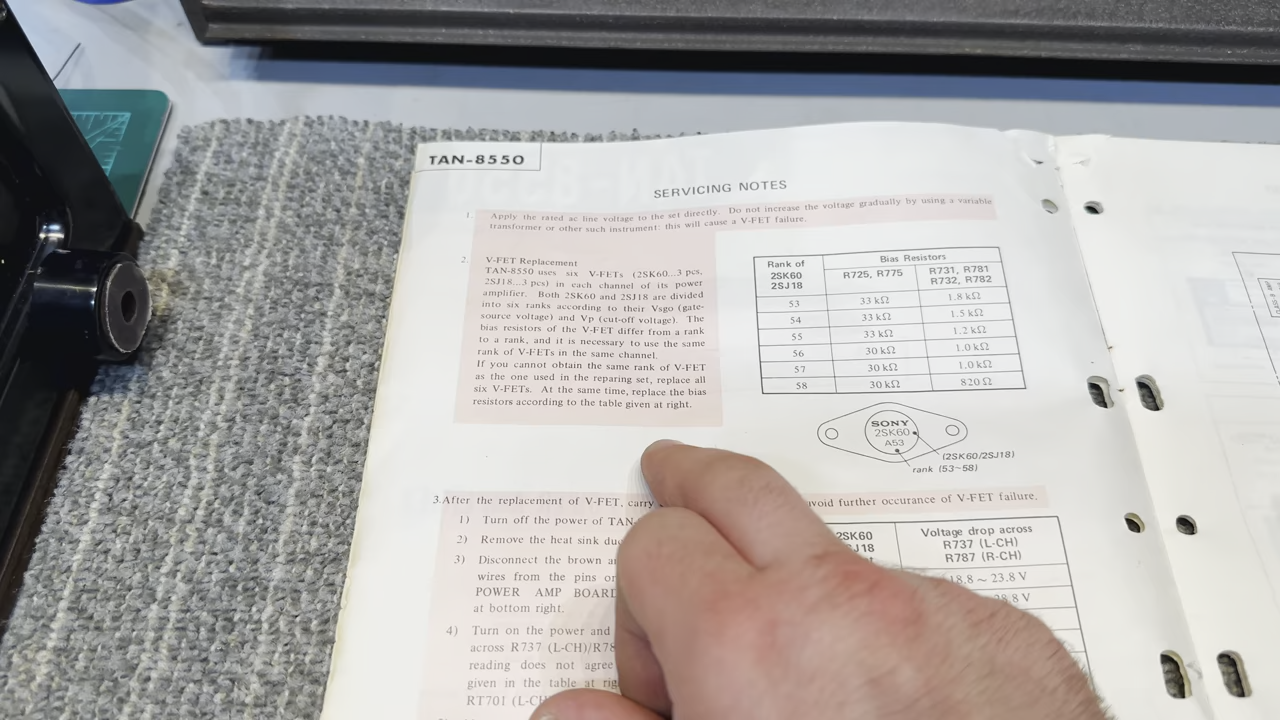 TAN-8550
SERVICING NOTES
1. Apply the rated ac line voltage to the set directly. Do not increase the voltage gradually by using a variable
transformer or other such instrument: this will cause a V-FET failure.
2. V-FET Replacement
TAN-8550 uses six V-FETs (2SK60...3 pcs,
2SJ18...3 pcs) in each channel of its power
amplifier. Both 2SK60 and 2SJ18 are divided
into six ranks according to their Vsgo (gate-
source voltage) and Vp (cut-off voltage). The
bias resistors of the V-FET differ from a rank
to a rank, and it is necessary to use the same
rank of V-FETs in the same channel.
If you cannot obtain the same rank of V-FET
as the one used in the reparing set, replace all
six V-FETs. At the same time, replace the bias
resistors according to the table given at right.
Rank of
2SK60
2SJ18
Bias Resistors
R725, R775
R731, R781
R732, R782
53 33 kΩ 1.8 kΩ
54 33 kΩ 1.5 kΩ
55 33 kΩ 1.2 kΩ
56 30 kΩ 1.0 kΩ
57 30 kΩ 1.0 kΩ
58 30 kΩ 820 Ω
SONY
2SK60
A53
(2SK60/2SJ18)
rank (53~58)
3. After the replacement of V-FET, carry avoid further occurance of V-FET failure.
1) Turn off the power of TAN-
2) Remove the heat sink
3) Disconnect the brown
wires from the pins
POWER AMP BOARD
at bottom right.
4) Turn on the power and
across R737 (L-CH)/R78
reading does not agree
given in the table at
RT701 (L-CH
2SK60
J18
Voltage drop across
R737 (L-CH)
R787 (R-CH)
18.8 ~ 23.8 V
8.8 V